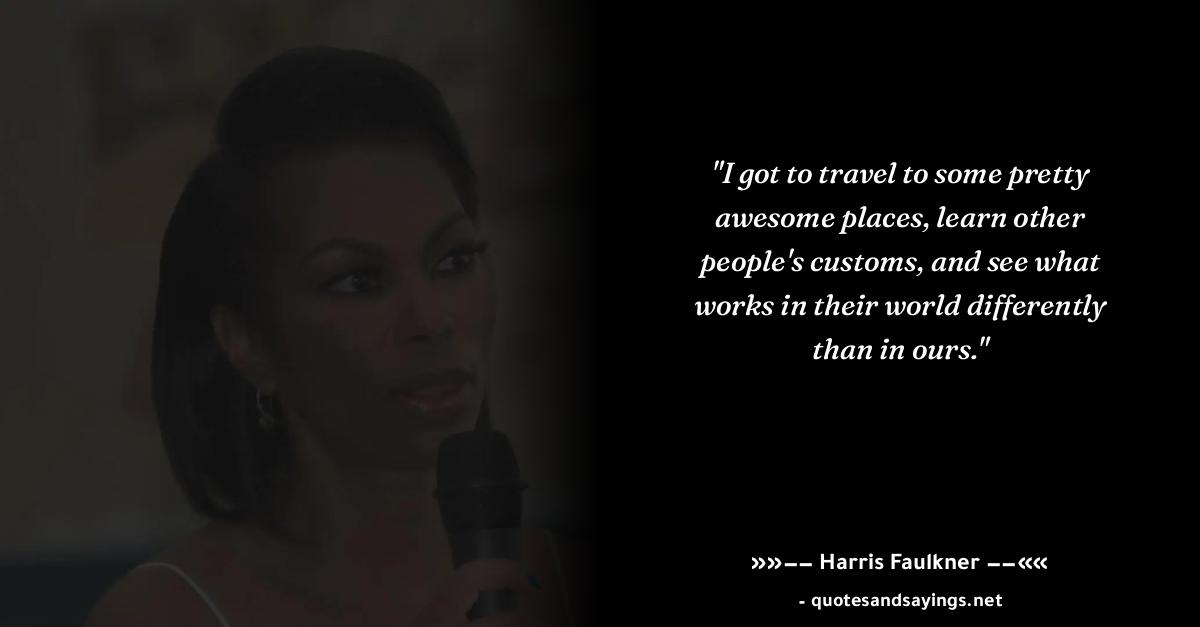 "I got to travel to some pretty
awesome places, learn other
people's customs, and see what
works in their world differently
than in ours."
»»–– Harris Faulkner ––««
- quotesandsayings.net